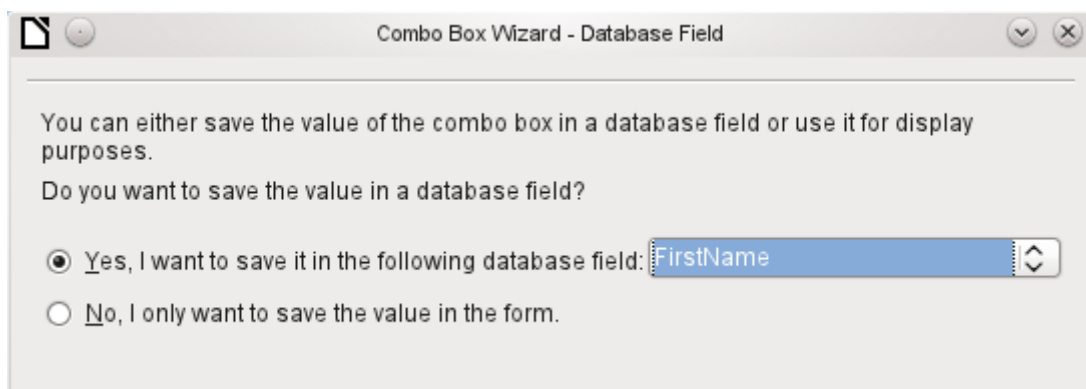 Combo Box Wizard - Database Field
You can either save the value of the combo box in a database field or use it for display
purposes.
Do you want to save the value in a database field?
Yes, I want to save it in the following database field: FirstName
No, I only want to save the value in the form.